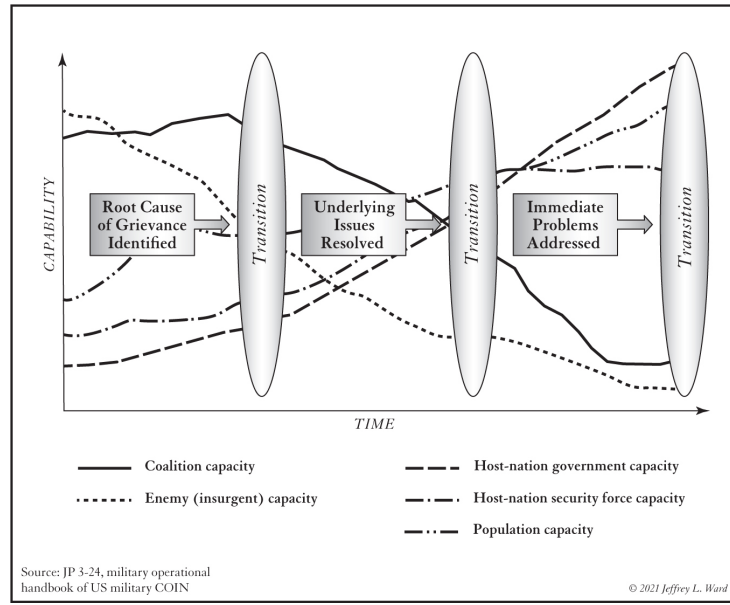 CAPABILITY
Root Cause
of Grievance
Identified
Transition
Underlying
Issues
Resolved
Transition
Immediate
Problems
Addressed
Transition
TIME
Coalition capacity
Enemy (insurgent) capacity
Host-nation government capacity
Host-nation security force capacity
Population capacity
Source: JP 3-24, military operational
handbook of US military COIN
© 2021 Jeffrey L. Ward